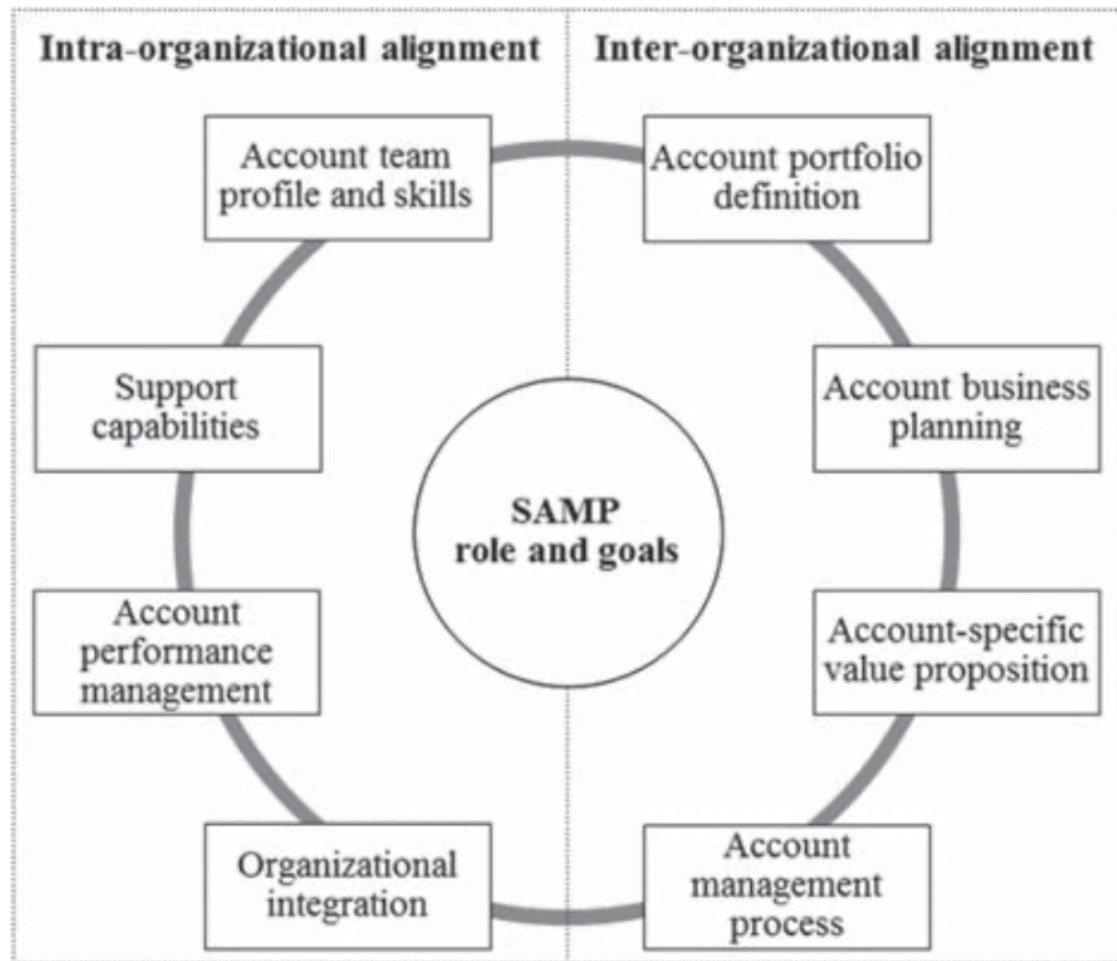 Intra-organizational alignment
Inter-organizational alignment
Account team
profile and skills
Account portfolio
definition
Support
capabilities
Account business
planning
SAMP
role and goals
Account
performance
management
Account-specific
value proposition
Organizational
integration
Account
management
process